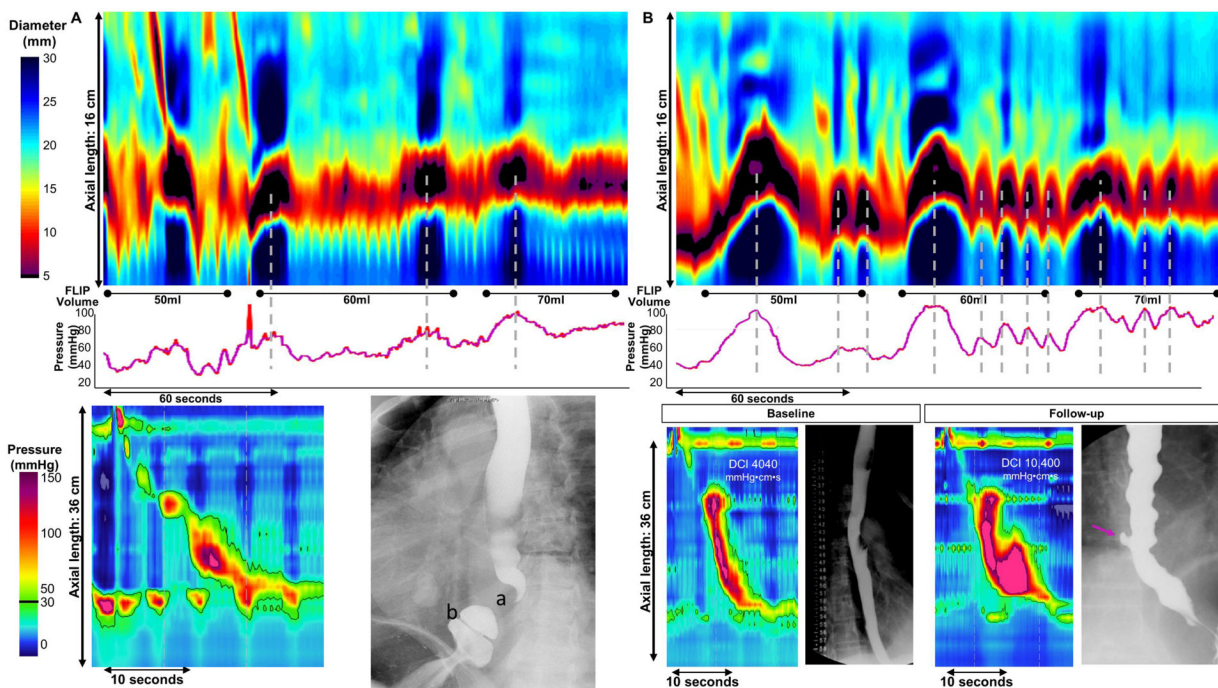 A
Diameter
(mm)
30
25
20
15
10
5
Axial length: 16 cm
FLIP
Volume
50ml
60ml
70ml
Pressure
(mmHg)
100
80
60
40
20
60 seconds
Pressure
(mmHg)
150
100
50
30
0
Axial length: 36 cm
10 seconds
a
b
B
Axial length: 16 cm
FLIP
Volume
50ml
60ml
70ml
Pressure
(mmHg)
100
80
60
40
20
60 seconds
Baseline
Follow-up
Axial length: 36 cm
DCI 4040
mmHg•cm•s
10 seconds
DCI 10,400
mmHg•cm•s
10 seconds